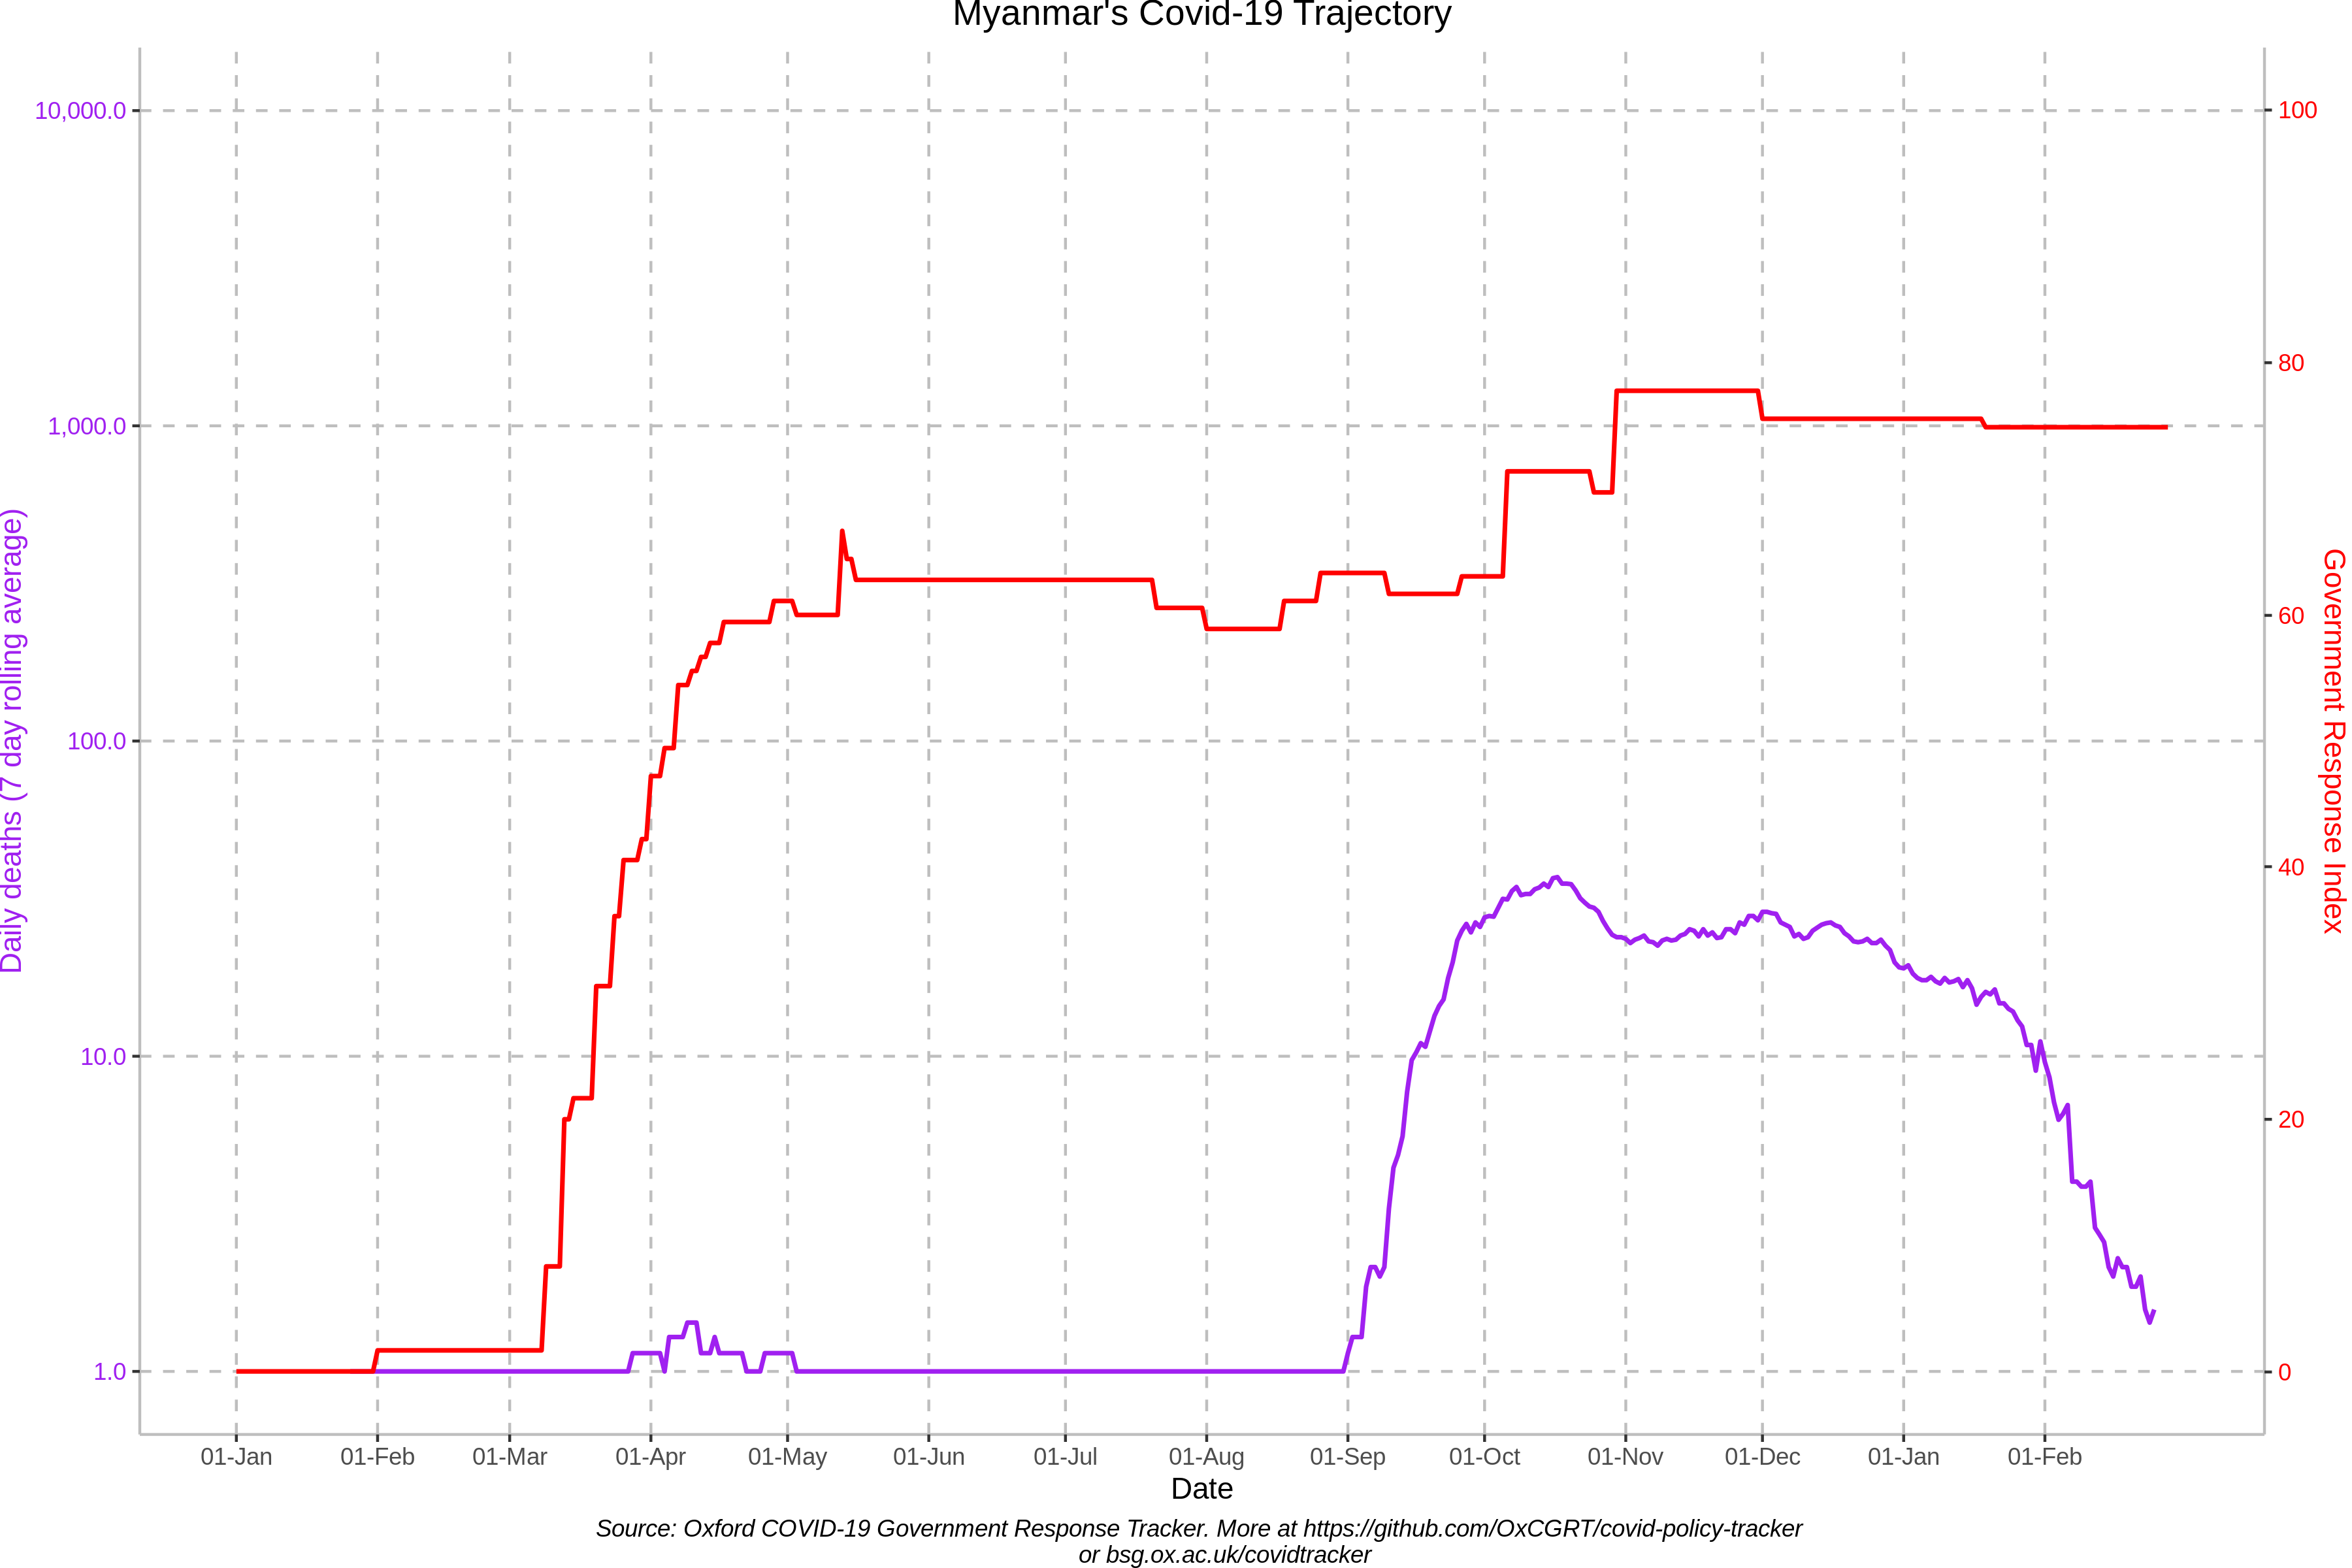 Myanmar's Covid-19 Trajectory
Daily deaths (7 day rolling average)
10,000.0
1,000.0
100.0
10.0
1.0
100
80
60
40
20
0
Government Response Index
01-Jan 01-Feb 01-Mar 01-Apr 01-May 01-Jun 01-Jul 01-Aug 01-Sep 01-Oct 01-Nov 01-Dec 01-Jan 01-Feb
Date
Source: Oxford COVID-19 Government Response Tracker. More at https://github.com/OxCGRT/covid-policy-tracker
or bsg.ox.ac.uk/covidtracker